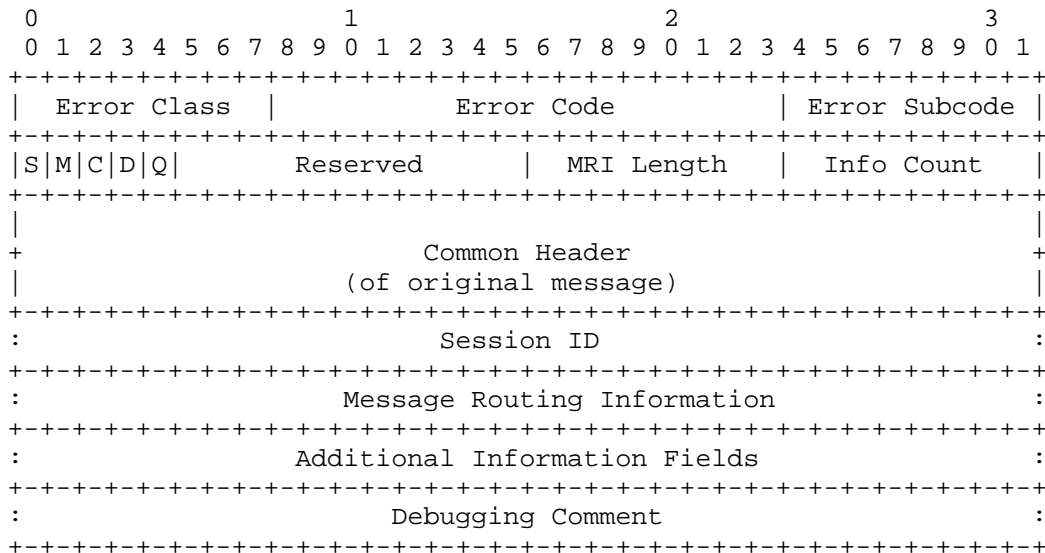 0                   1                   2                   3
 0 1 2 3 4 5 6 7 8 9 0 1 2 3 4 5 6 7 8 9 0 1 2 3 4 5 6 7 8 9 0 1
+-+-+-+-+-+-+-+-+-+-+-+-+-+-+-+-+-+-+-+-+-+-+-+-+-+-+-+-+-+-+-+-+
|  Error Class  |           Error Code          | Error Subcode |
+-+-+-+-+-+-+-+-+-+-+-+-+-+-+-+-+-+-+-+-+-+-+-+-+-+-+-+-+-+-+-+-+
|S|M|C|D|Q|       Reserved      |  MRI Length   |  Info Count   |
+-+-+-+-+-+-+-+-+-+-+-+-+-+-+-+-+-+-+-+-+-+-+-+-+-+-+-+-+-+-+-+-+
|                                                               |
+                         Common Header                         +
|                    (of original message)                      |
+-+-+-+-+-+-+-+-+-+-+-+-+-+-+-+-+-+-+-+-+-+-+-+-+-+-+-+-+-+-+-+-+
:                          Session ID                           :
+-+-+-+-+-+-+-+-+-+-+-+-+-+-+-+-+-+-+-+-+-+-+-+-+-+-+-+-+-+-+-+-+
:                    Message Routing Information                :
+-+-+-+-+-+-+-+-+-+-+-+-+-+-+-+-+-+-+-+-+-+-+-+-+-+-+-+-+-+-+-+-+
:                 Additional Information Fields                 :
+-+-+-+-+-+-+-+-+-+-+-+-+-+-+-+-+-+-+-+-+-+-+-+-+-+-+-+-+-+-+-+-+
:                       Debugging Comment                       :
+-+-+-+-+-+-+-+-+-+-+-+-+-+-+-+-+-+-+-+-+-+-+-+-+-+-+-+-+-+-+-+-+